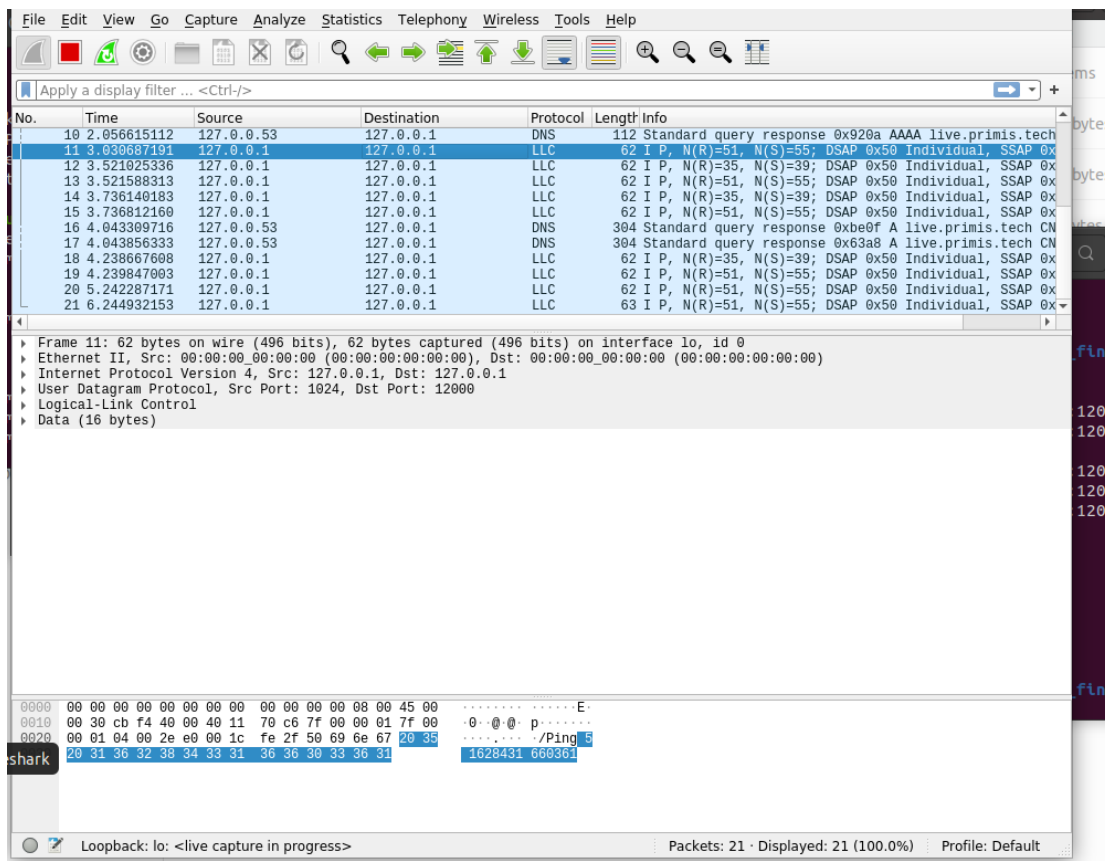 File Edit View Go Capture Analyze Statistics Telephony Wireless Tools Help
Apply a display filter ... <Ctrl-/>
No. Time Source Destination Protocol Length Info
10 2.056615112 127.0.0.53 127.0.0.1 DNS 112 Standard query response 0x920a AAAA live.primis.tech
11 3.030687191 127.0.0.1 127.0.0.1 LLC 62 I P, N(R)=51, N(S)=55; DSAP 0x50 Individual, SSAP 0x
12 3.521025336 127.0.0.1 127.0.0.1 LLC 62 I P, N(R)=35, N(S)=39; DSAP 0x50 Individual, SSAP 0x
13 3.521588313 127.0.0.1 127.0.0.1 LLC 62 I P, N(R)=51, N(S)=55; DSAP 0x50 Individual, SSAP 0x
14 3.736140183 127.0.0.1 127.0.0.1 LLC 62 I P, N(R)=35, N(S)=39; DSAP 0x50 Individual, SSAP 0x
15 3.736812160 127.0.0.1 127.0.0.1 LLC 62 I P, N(R)=51, N(S)=55; DSAP 0x50 Individual, SSAP 0x
16 4.043309716 127.0.0.53 127.0.0.1 DNS 304 Standard query response 0xbe0f A live.primis.tech CN
17 4.043856333 127.0.0.53 127.0.0.1 DNS 304 Standard query response 0x63a8 A live.primis.tech CN
18 4.238667608 127.0.0.1 127.0.0.1 LLC 62 I P, N(R)=35, N(S)=39; DSAP 0x50 Individual, SSAP 0x
19 4.239847003 127.0.0.1 127.0.0.1 LLC 62 I P, N(R)=51, N(S)=55; DSAP 0x50 Individual, SSAP 0x
20 5.242287171 127.0.0.1 127.0.0.1 LLC 62 I P, N(R)=51, N(S)=55; DSAP 0x50 Individual, SSAP 0x
21 6.244932153 127.0.0.1 127.0.0.1 LLC 63 I P, N(R)=51, N(S)=55; DSAP 0x50 Individual, SSAP 0x
Frame 11: 62 bytes on wire (496 bits), 62 bytes captured (496 bits) on interface lo, id 0
Ethernet II, Src: 00:00:00_00:00:00 (00:00:00:00:00:00), Dst: 00:00:00_00:00:00 (00:00:00:00:00:00)
Internet Protocol Version 4, Src: 127.0.0.1, Dst: 127.0.0.1
User Datagram Protocol, Src Port: 1024, Dst Port: 12000
Logical-Link Control
Data (16 bytes)
0000 00 00 00 00 00 00 00 00 00 00 00 00 08 00 45 00 ········ ······E·
0010 00 30 cb f4 40 00 40 11 70 c6 7f 00 00 01 7f 00 ·0··@·@· p·······
0020 00 01 04 00 2e e0 00 1c fe 2f 50 69 6e 67 20 35 ····.··· ·/Ping 5
20 31 36 32 38 34 33 31 36 36 30 33 36 31 1628431 660361
eshark
Loopback: lo: <live capture in progress> Packets: 21 · Displayed: 21 (100.0%) Profile: Default
ems
byte
byte
_fin
:120
:120
:120
:120
:120
_fin